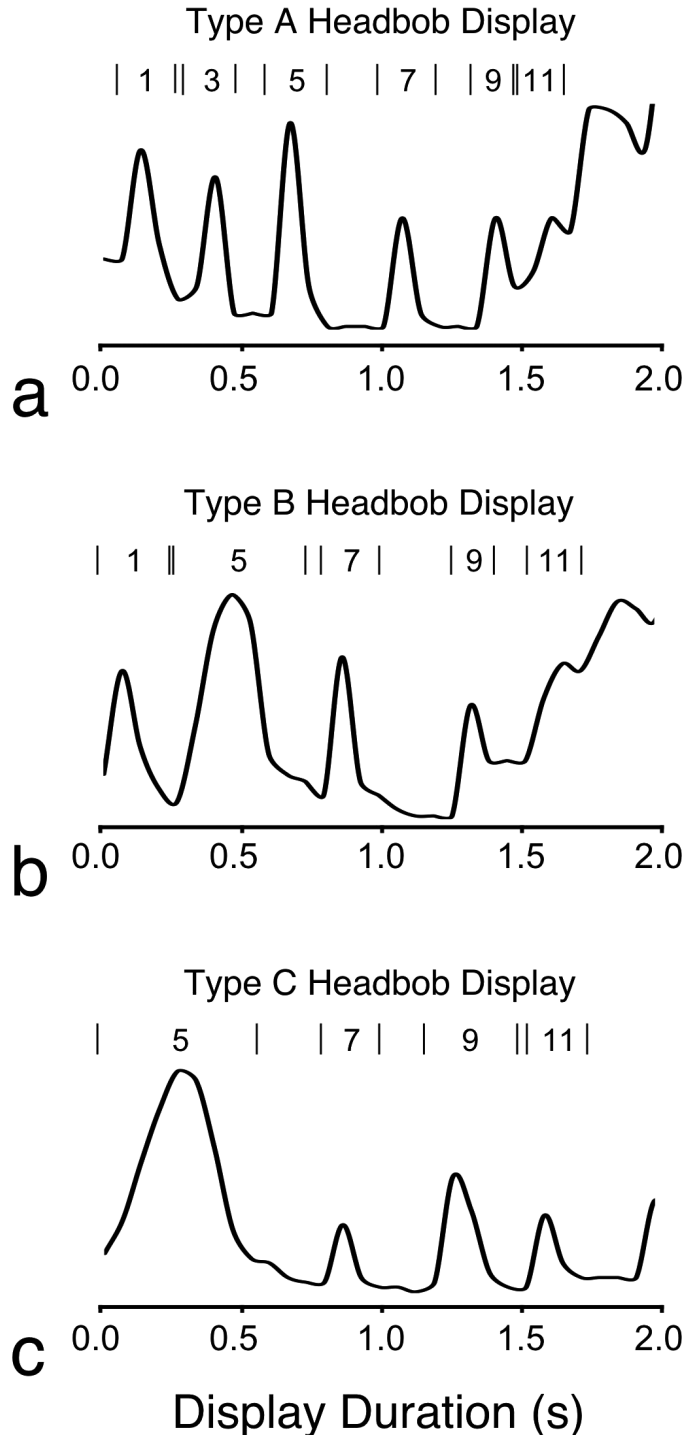 Type A Headbob Display
1 3 5 7 9 11
0.0 0.5 1.0 1.5 2.0
a
Type B Headbob Display
1 5 7 9 11
0.0 0.5 1.0 1.5 2.0
b
Type C Headbob Display
5 7 9 11
0.0 0.5 1.0 1.5 2.0
c
Display Duration (s)